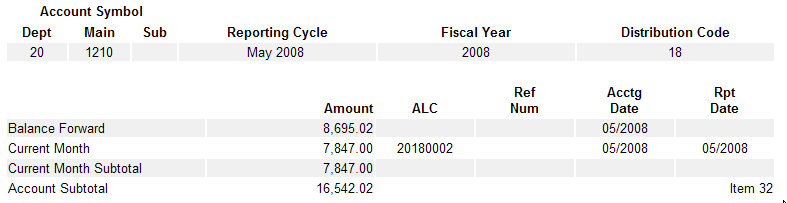 Account Symbol
Dept Main Sub Reporting Cycle Fiscal Year Distribution Code
20 1210 May 2008 2008 18
Ref Acctg Rpt
Amount ALC Num Date Date
Balance Forward 8,695.02 05/2008
Current Month 7,847.00 20180002 05/2008 05/2008
Current Month Subtotal 7,847.00
Account Subtotal 16,542.02 Item 32